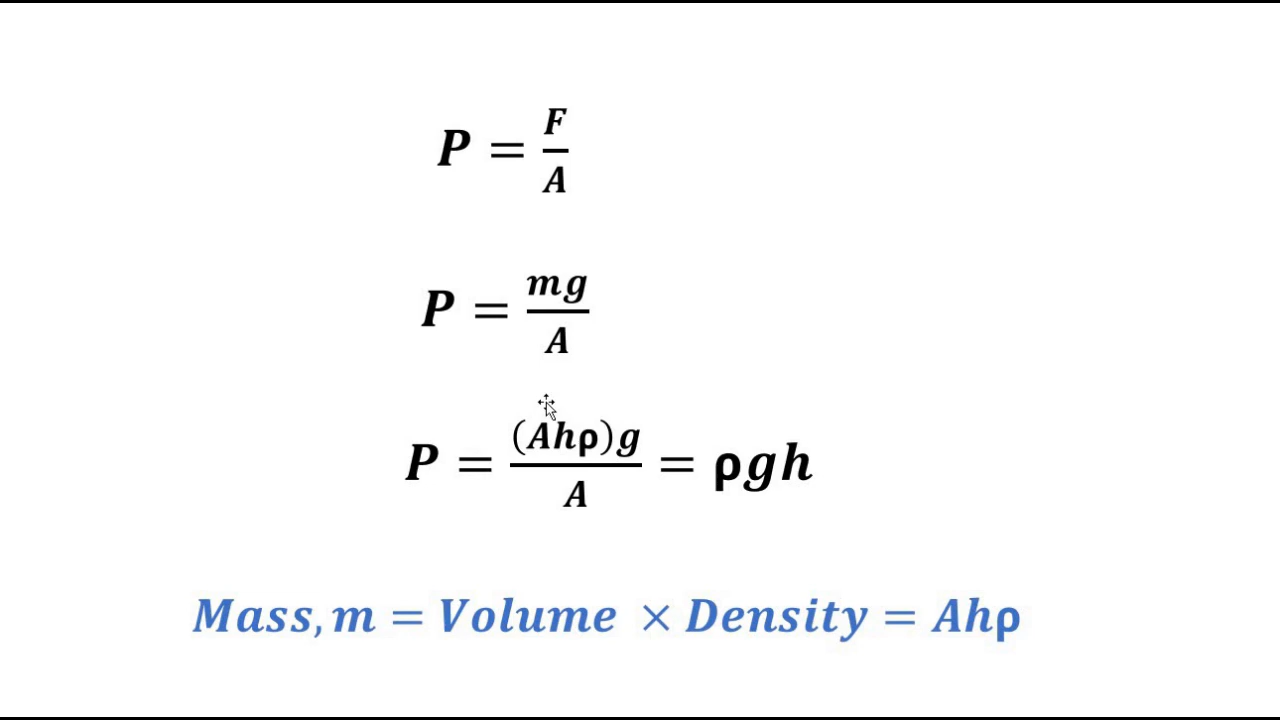 P = F/A
P = mg/A
P = (Ahρ)g/A = ρgh
Mass, m = Volume × Density = Ahρ